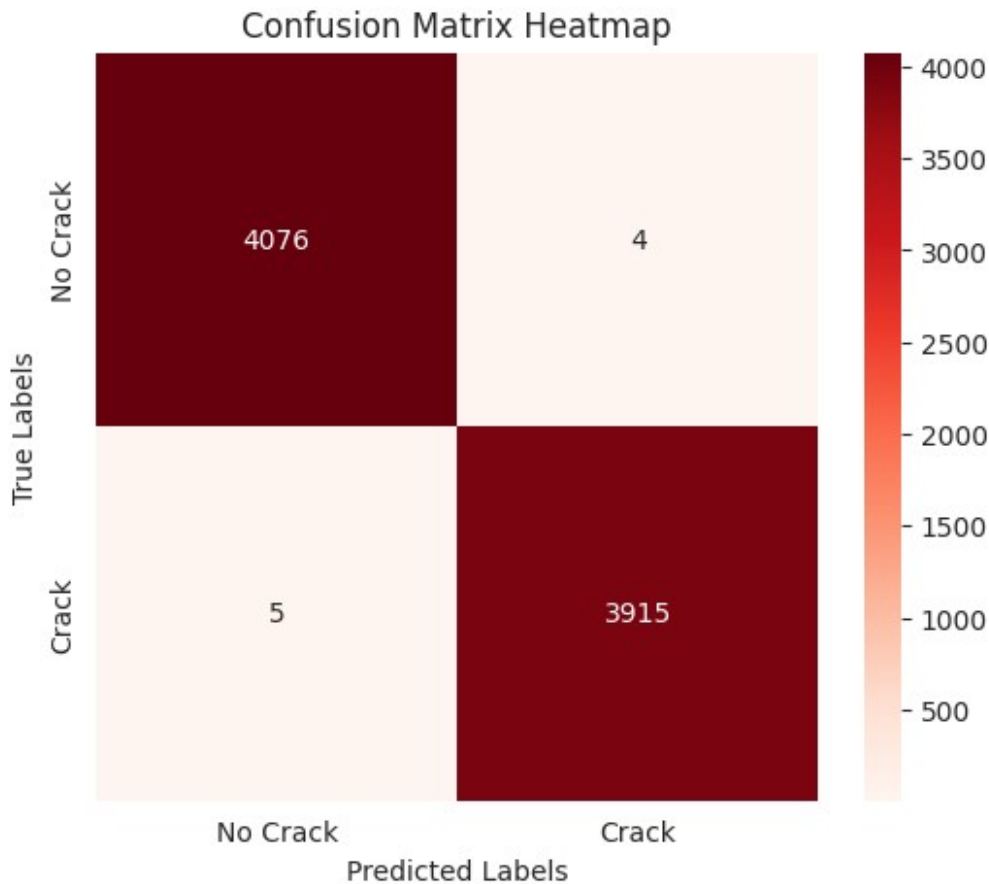 Confusion Matrix Heatmap
True Labels
No Crack
Crack
4076
4
5
3915
No Crack
Crack
Predicted Labels
4000
3500
3000
2500
2000
1500
1000
500